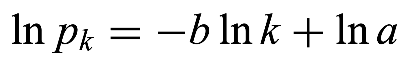 ln p_k = −b ln k + ln a